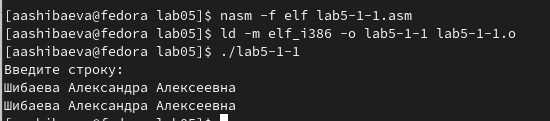 [aashibaeva@fedora lab05]$ nasm -f elf lab5-1-1.asm
[aashibaeva@fedora lab05]$ ld -m elf_i386 -o lab5-1-1 lab5-1-1.o
[aashibaeva@fedora lab05]$ ./lab5-1-1
Введите строку:
Шибаева Александра Алексеевна
Шибаева Александра Алексеевна
[aashibaeva@fedora lab05]$